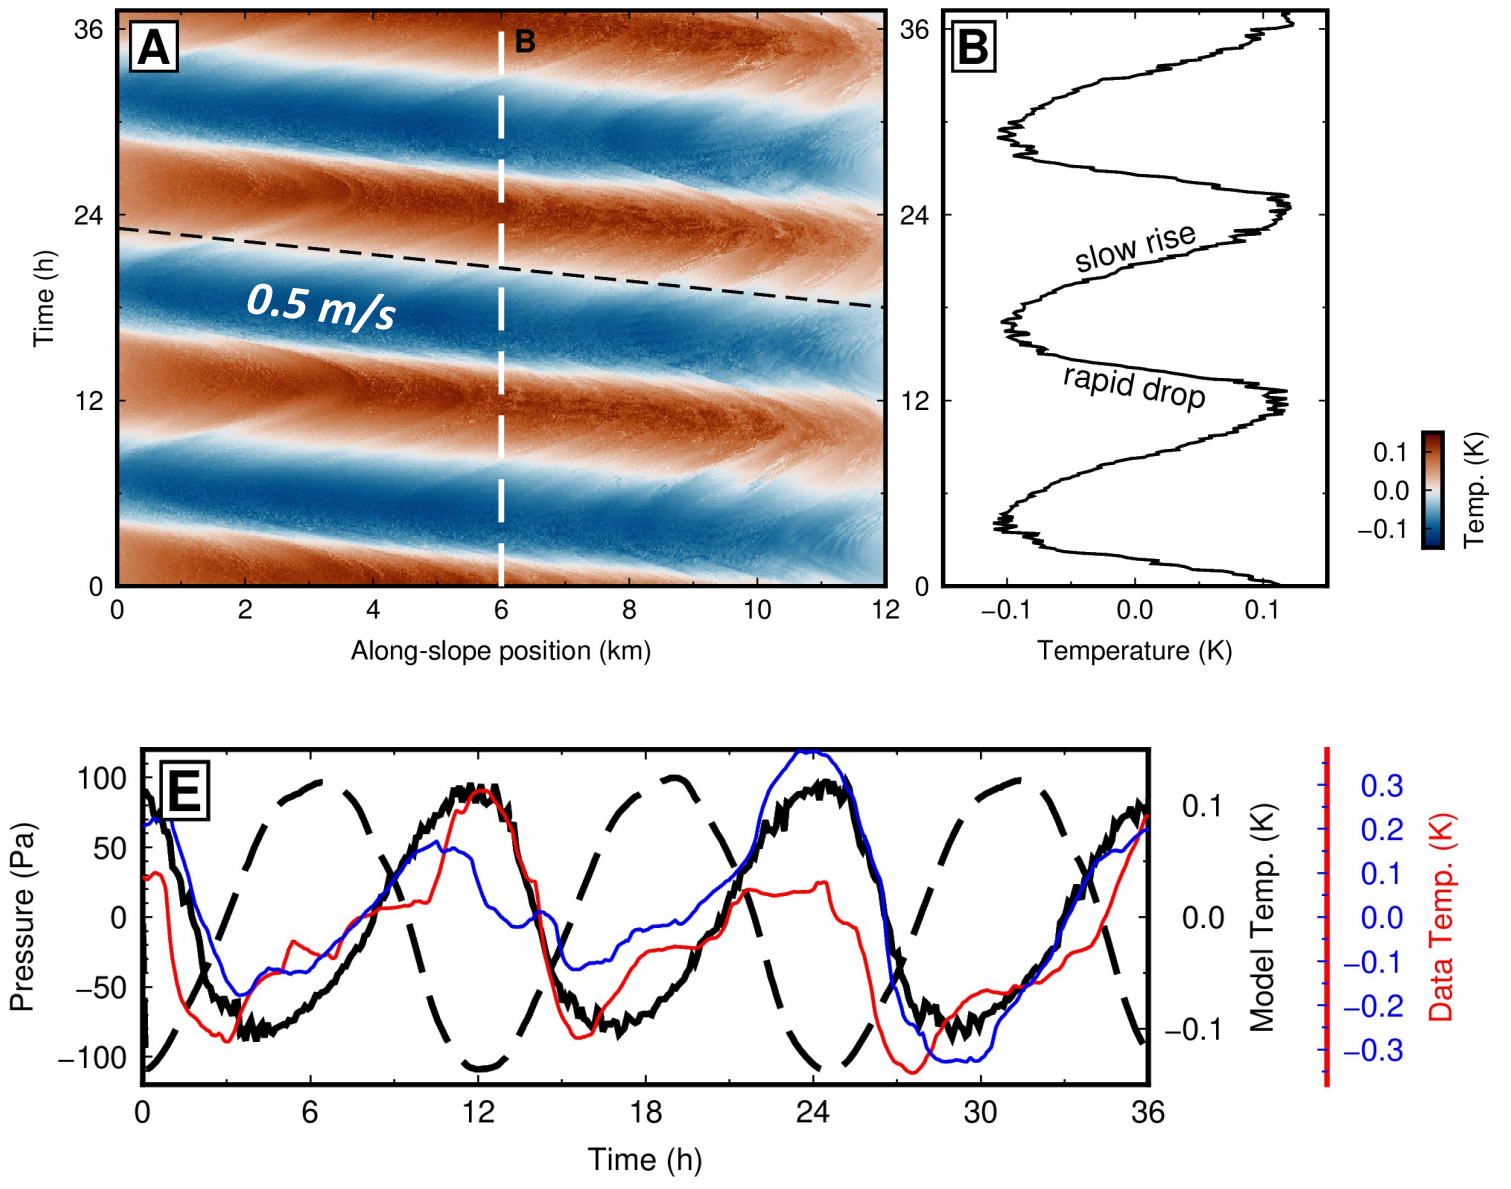 A
B
0.5 m/s
36
24
12
0
Time (h)
0
2
4
6
8
10
12
Along-slope position (km)
B
slow rise
rapid drop
36
24
12
0
−0.1
0.0
0.1
Temperature (K)
0.1
0.0
−0.1
Temp. (K)
E
100
50
0
−50
−100
Pressure (Pa)
0
6
12
18
24
30
36
Time (h)
0.1
0.0
−0.1
Model Temp. (K)
0.3
0.2
0.1
0.0
−0.1
−0.2
−0.3
Data Temp. (K)